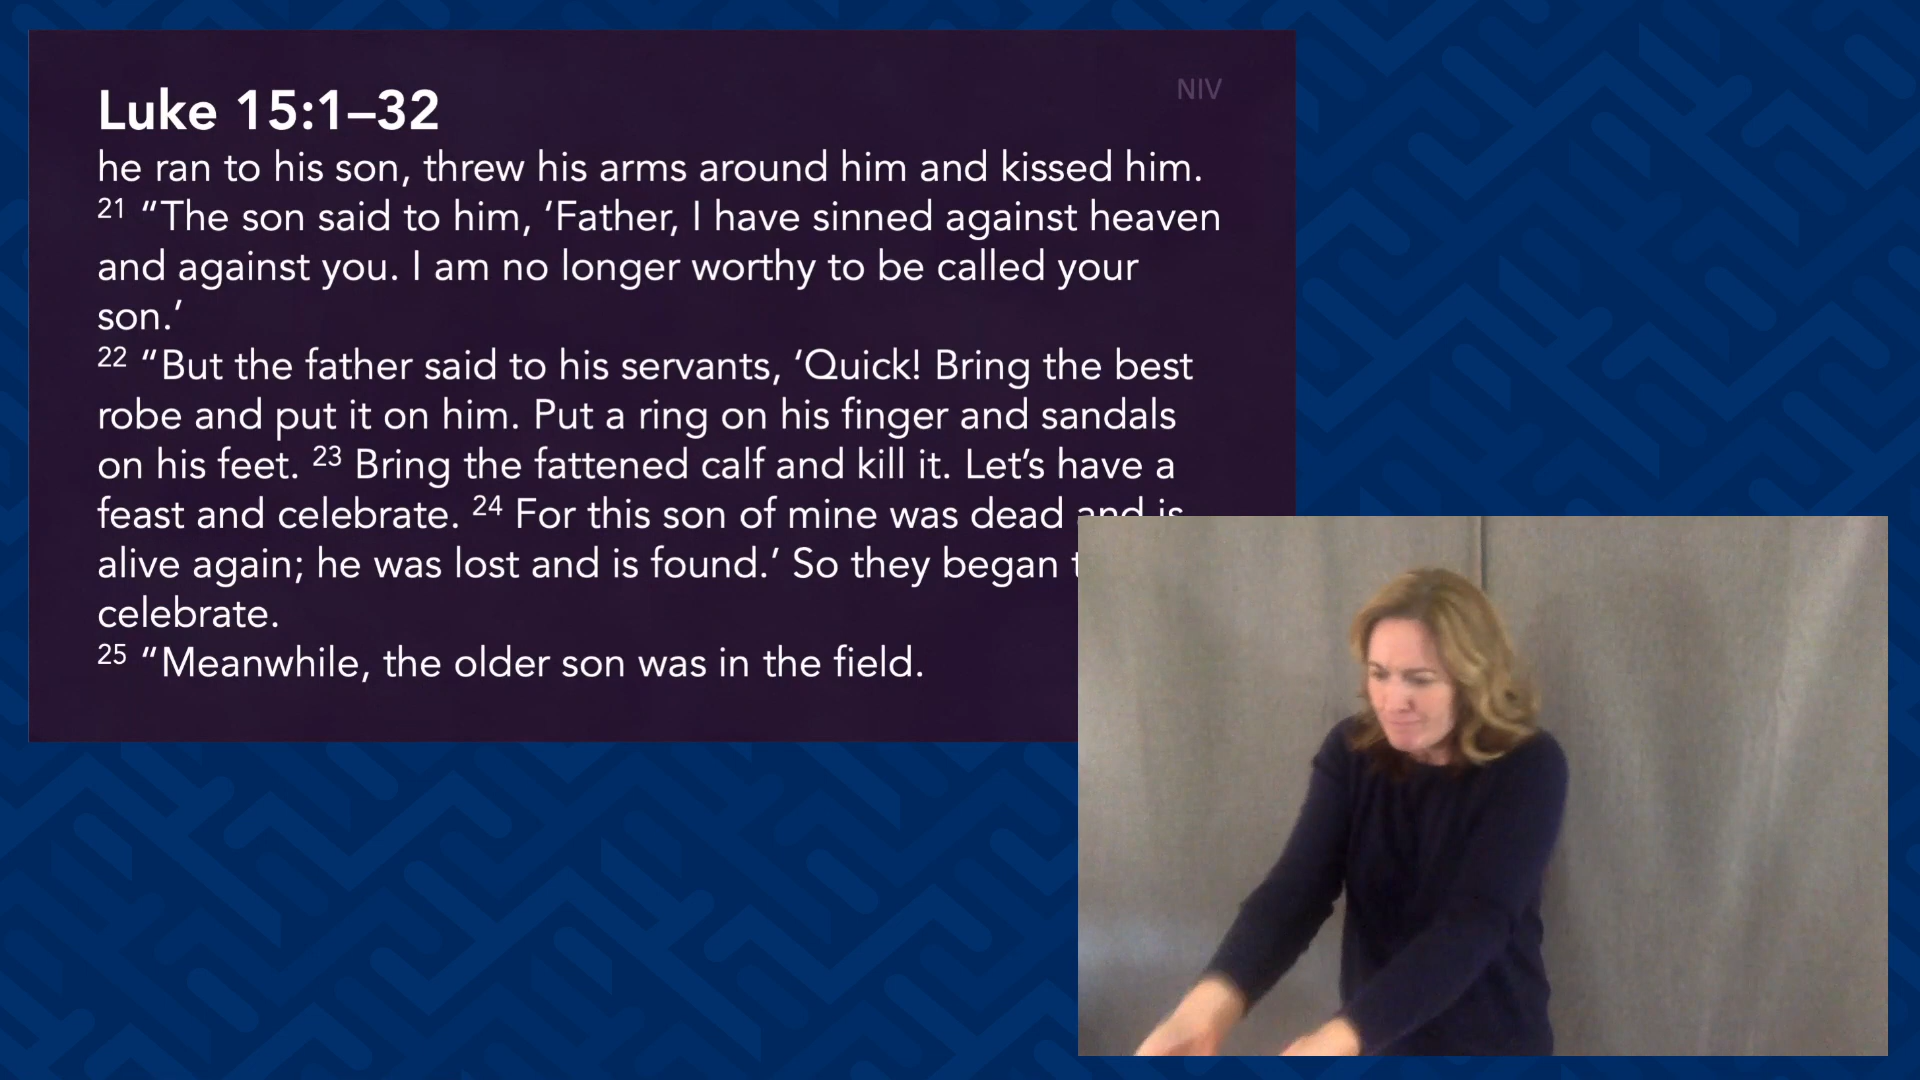 Luke 15:1–32
NIV
he ran to his son, threw his arms around him and kissed him.
21 “The son said to him, ‘Father, I have sinned against heaven
and against you. I am no longer worthy to be called your
son.’
22 “But the father said to his servants, ‘Quick! Bring the best
robe and put it on him. Put a ring on his finger and sandals
on his feet. 23 Bring the fattened calf and kill it. Let’s have a
feast and celebrate. 24 For this son of mine was dead and is
alive again; he was lost and is found.’ So they began
celebrate.
25 “Meanwhile, the older son was in the field.